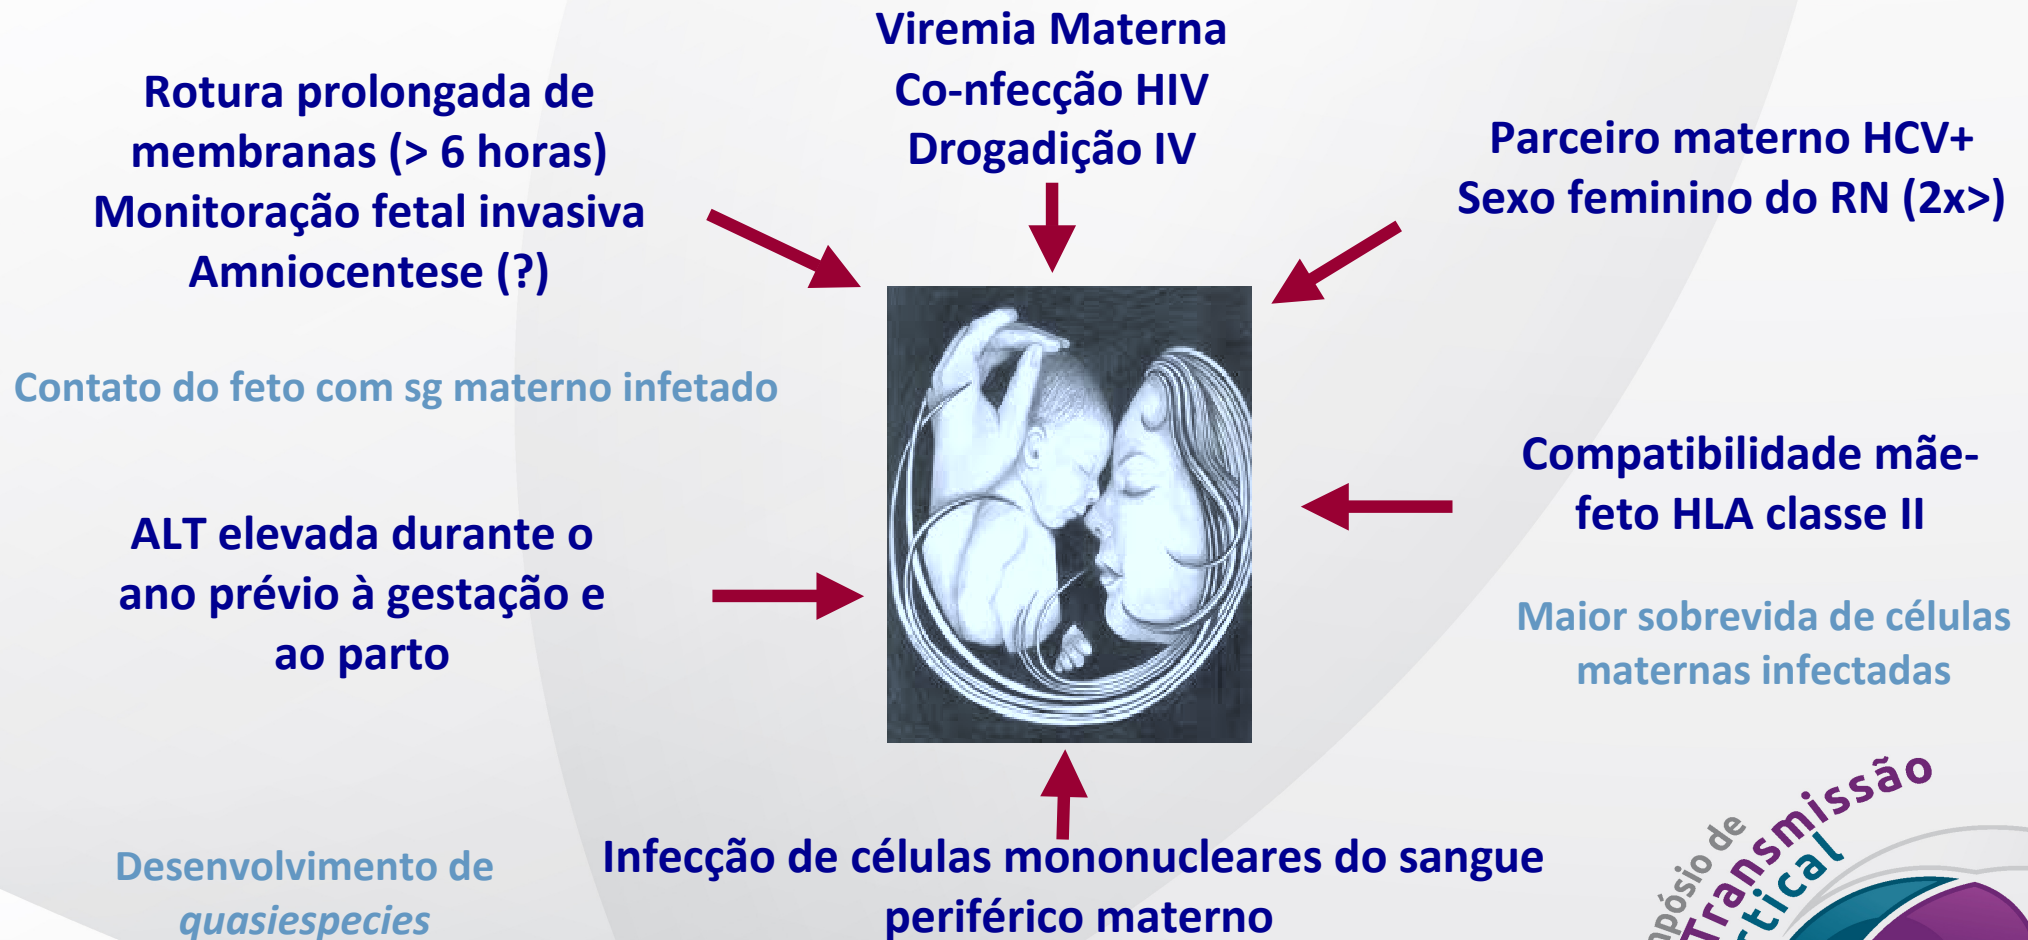 Viremia Materna
Co-nfecção HIV
Drogadição IV
Rotura prolongada de
membranas (> 6 horas)
Monitoração fetal invasiva
Amniocentese (?)
Contato do feto com sg materno infetado
Parceiro materno HCV+
Sexo feminino do RN (2x>)
ALT elevada durante o
ano prévio à gestação e
ao parto
Compatibilidade mãe-
feto HLA classe II
Maior sobrevida de células
maternas infectadas
Desenvolvimento de
quasiespecies
Infecção de células mononucleares do sangue
periférico materno
de
Transmissão